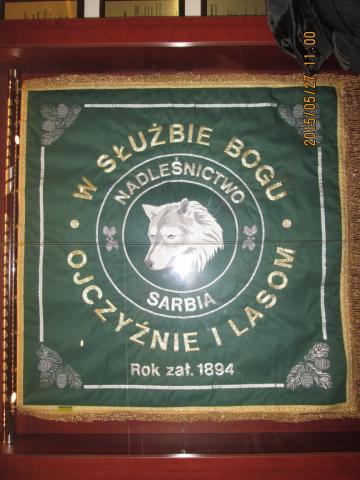 2015/05/27 11:00
W SŁUŻBIE BOGU
NADLEŚNICTWO
SARBIA
OJCZYŹNIE I LASOM
Rok zał. 1894